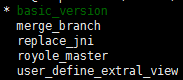 * basic_version
merge_branch
replace_jni
royole_master
user_define_extral_view